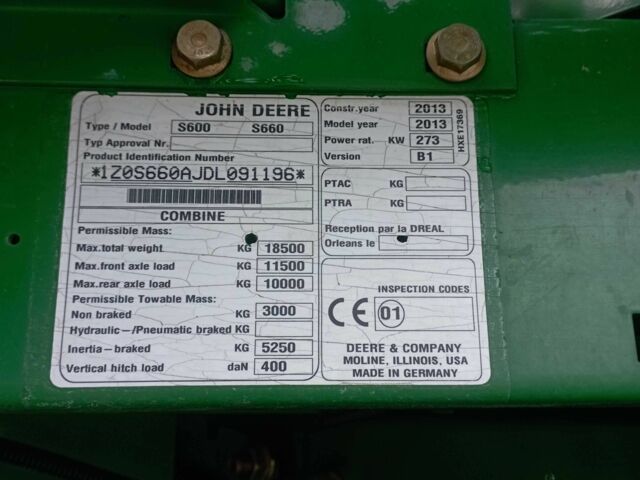 JOHN DEERE
Type / Model S600 S660
Typ Approval Nr.
Product Identification Number
*1Z0S660AJDL091196*
COMBINE
Permissible Mass:
Max.total weight KG 18500
Max.front axle load KG 11500
Max.rear axle load KG 10000
Permissible Towable Mass:
Non braked KG 3000
Hydraulic-/Pneumatic braked KG
Inertia-braked KG 5250
Vertical hitch load daN 400
Constr.year 2013
Model year 2013
Power rat. KW 273
Version B1
HXE17369
PTAC KG
PTRA KG
Reception par la DREAL
Orleans le
INSPECTION CODES
CE 01
DEERE & COMPANY
MOLINE, ILLINOIS, USA
MADE IN GERMANY